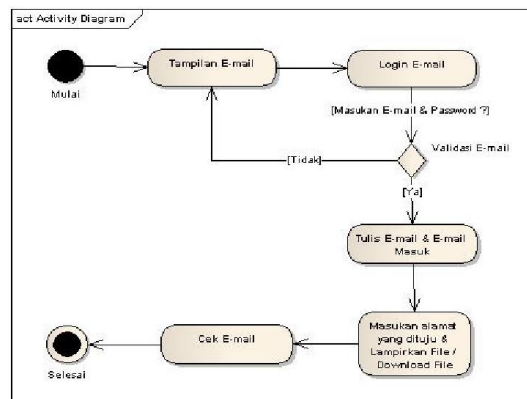 act Activity Diagram
Mulai
Tampilan E-mail
Login E-mail
[Masukan E-mail & Password ?]
Validasi E-mail
[Tidak]
[Ya]
Tulis E-mail & E-mail
Masuk
Masukan alamat
yang dituju &
Lampirkan File /
Download File
Cek E-mail
Selesai